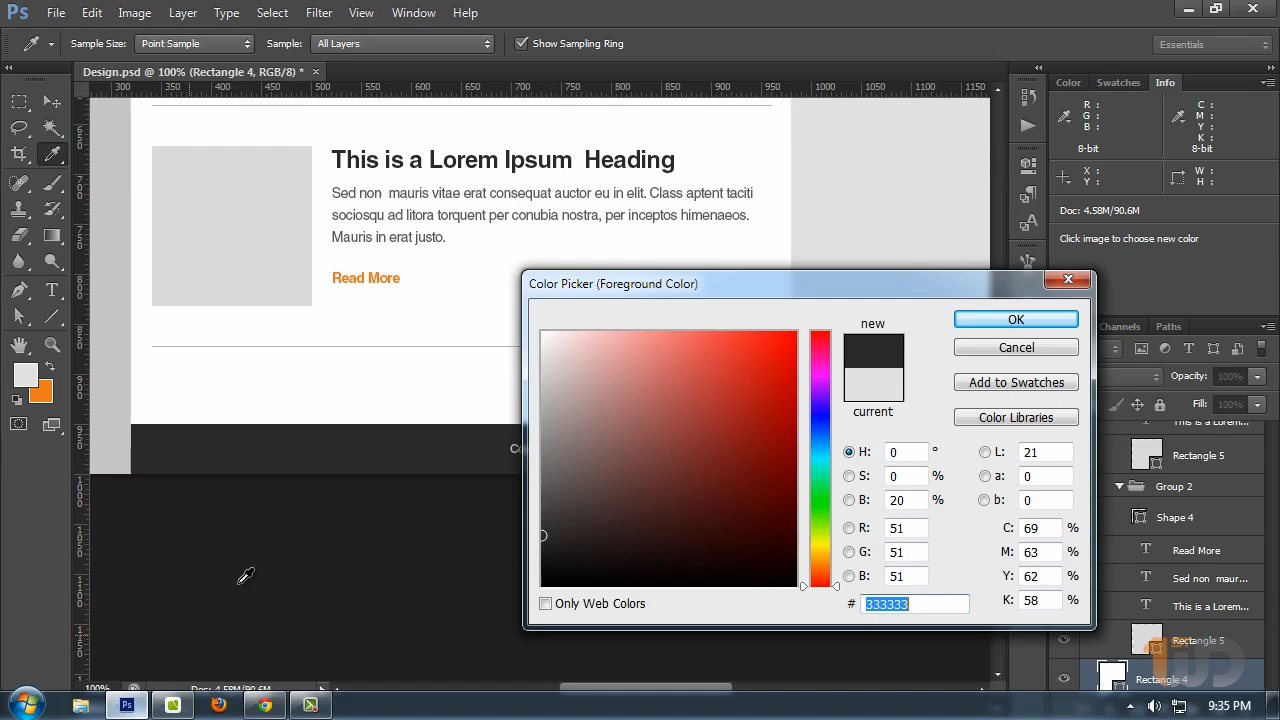 Ps File Edit Image Layer Type Select Filter View Window Help
Sample Size: Point Sample Sample: All Layers Show Sampling Ring Essentials
Design.psd @ 100% (Rectangle 4, RGB/8) * ×
Color Swatches Info
300 350 400 450 500 550 600 650 700 750 800 850 900 950 1000 1050 1100 1150
R :
G :
B :
C :
M :
Y :
K :
8-bit 8-bit
X :
Y :
W :
H :
Doc: 4.58M/90.6M
Click image to choose new color
This is a Lorem Ipsum Heading
Sed non mauris vitae erat consequat auctor eu in elit. Class aptent taciti
sociosqu ad litora torquent per conubia nostra, per inceptos himenaeos.
Mauris in erat justo.
Read More
Color Picker (Foreground Color)
new
current
OK
Cancel
Add to Swatches
Color Libraries
H: 0 °
S: 0 %
B: 20 %
R: 51
G: 51
B: 51
L: 21
a: 0
b: 0
C: 69 %
M: 63 %
Y: 62 %
K: 58 %
Only Web Colors
# 333333
Channels Paths
Opacity: 100%
Fill: 100%
This is a Lorem...
Rectangle 5
Group 2
Shape 4
Read More
Sed non maur...
This is a Lorem...
Rectangle 5
Rectangle 4
100% Doc: 4.58M/90.6M
9:35 PM